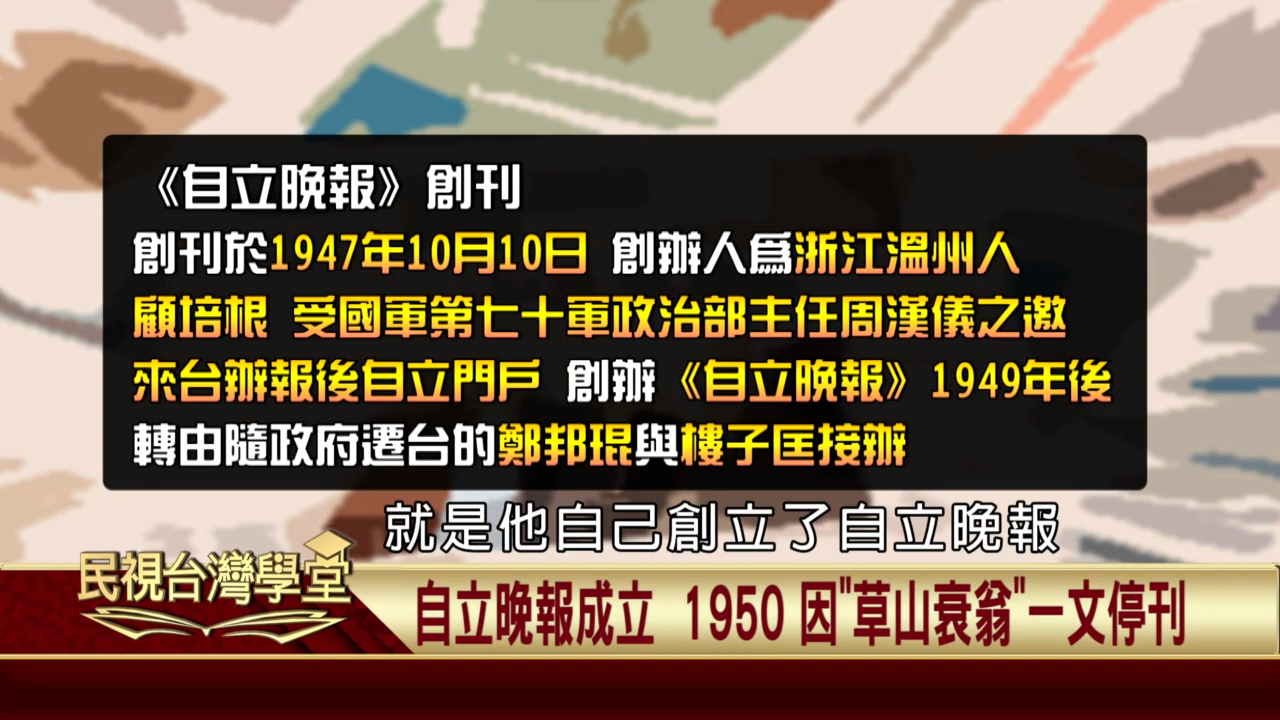 《自立晚報》創刊
創刊於1947年10月10日 創辦人為浙江溫州人
顧培根 受國軍第七十軍政治部主任周漢儀之邀
來台辦報後自立門戶 創辦《自立晚報》1949年後
轉由隨政府遷台的鄭邦琨與樓子匡接辦
就是他自己創立了自立晚報
民視台灣學堂
自立晚報成立 1950 因"草山衰翁"一文停刊